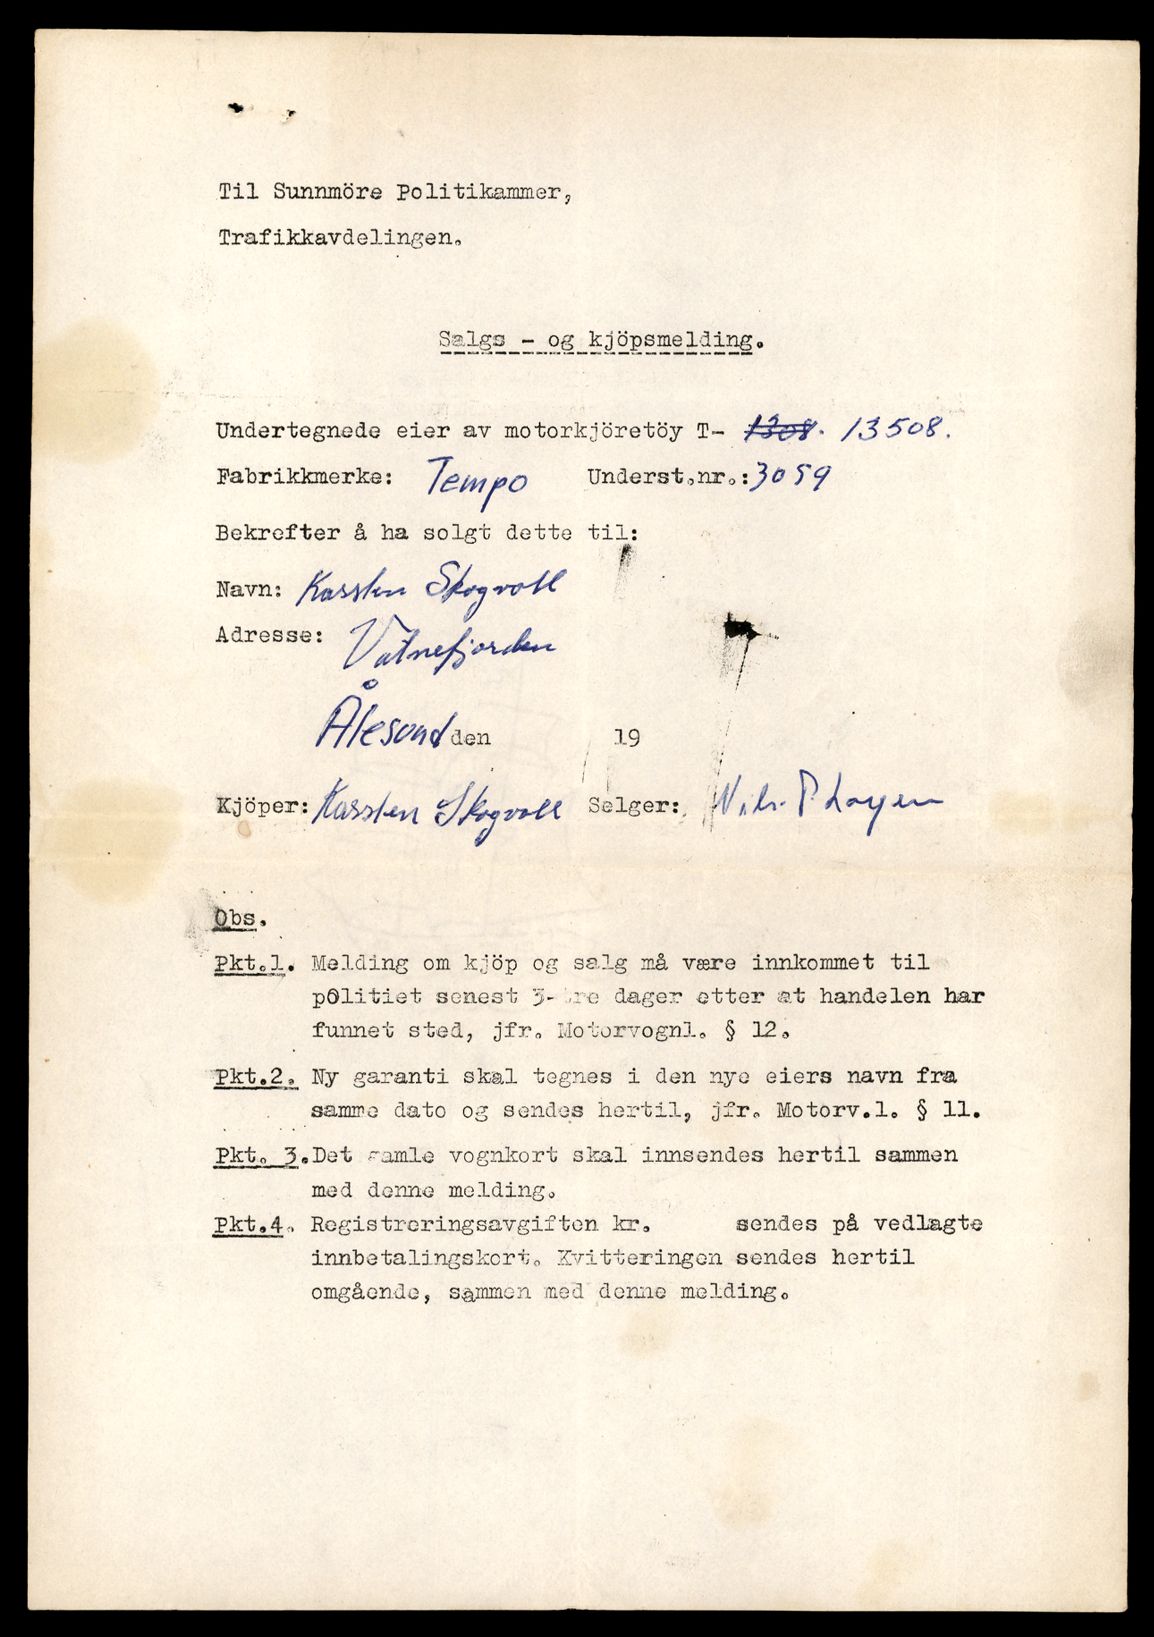 Til Sunnmöre Politikammer,
Trafikkavdelingen.
Salgs - og kjöpsmelding.
Undertegnede eier av motorkjöretöy T- 1308. 13508.
Fabrikkmerke: Tempo Underst.nr.: 3059
Bekrefter å ha solgt dette til:
Navn: Karsten Skogvoll
Adresse: Vatnefjorden
Ålesund den 19
Kjöper: Karsten Skogvoll Selger: Nils P.
Obs.
Pkt.1. Melding om kjöp og salg må være innkommet til
politiet senest 3-tre dager etter at handelen har
funnet sted, jfr. Motorvognl. § 12.
Pkt.2. Ny garanti skal tegnes i den nye eiers navn fra
samme dato og sendes hertil, jfr. Motorv.l. § 11.
Pkt. 3. Det gamle vognkort skal innsendes hertil sammen
med denne melding.
Pkt.4. Registreringsavgiften kr. sendes på vedlagte
innbetalingskort. Kvitteringen sendes hertil
omgående, sammen med denne melding.